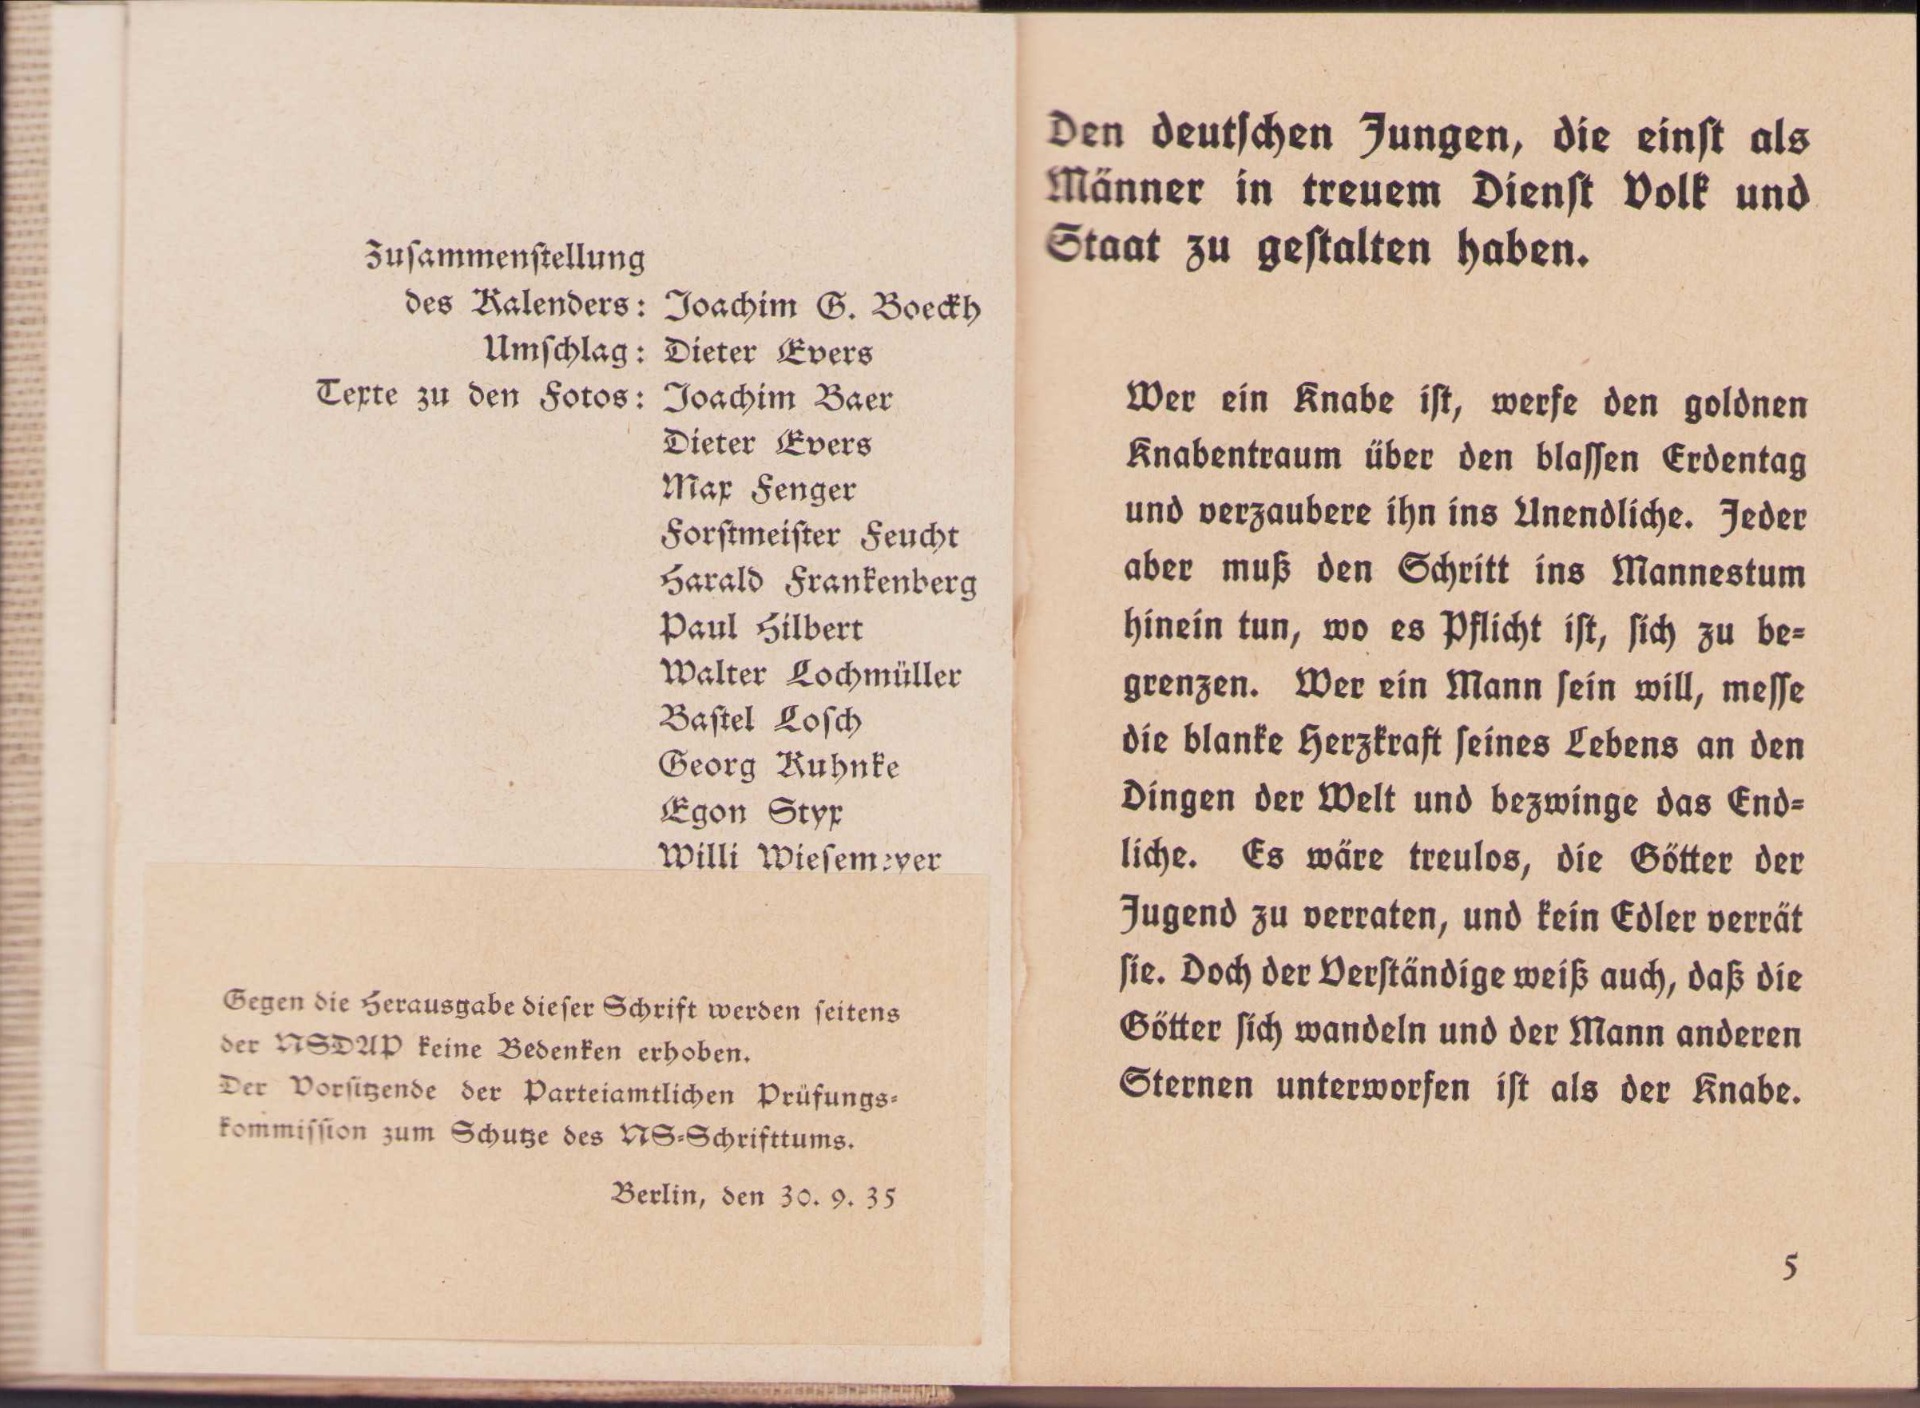 Zusammenstellung
des Kalenders: Joachim G. Boeckh
Umschlag: Dieter Evers
Texte zu den Fotos: Joachim Baer
Dieter Evers
Max Fenger
Forstmeister Feucht
Harald Frankenberg
Paul Hilbert
Walter Lochmüller
Bastel Losch
Georg Kuhnke
Egon Styx
Willi Wiesemeyer
Gegen die Herausgabe dieser Schrift werden seitens
der NSDAP keine Bedenken erhoben.
Der Vorsitzende der Parteiamtlichen Prüfungs-
kommission zum Schutze des NS-Schrifttums.
Berlin, den 30. 9. 35
Den deutschen Jungen, die einst als
Männer in treuem Dienst Volk und
Staat zu gestalten haben.
Wer ein Knabe ist, werfe den goldnen
Knabentraum über den blassen Erdentag
und verzaubere ihn ins Unendliche. Jeder
aber muß den Schritt ins Mannestum
hinein tun, wo es Pflicht ist, sich zu be-
grenzen. Wer ein Mann sein will, messe
die blanke Herzkraft seines Lebens an den
Dingen der Welt und bezwinge das End-
liche. Es wäre treulos, die Götter der
Jugend zu verraten, und kein Edler verrät
sie. Doch der Verständige weiß auch, daß die
Götter sich wandeln und der Mann anderen
Sternen unterworfen ist als der Knabe.
5